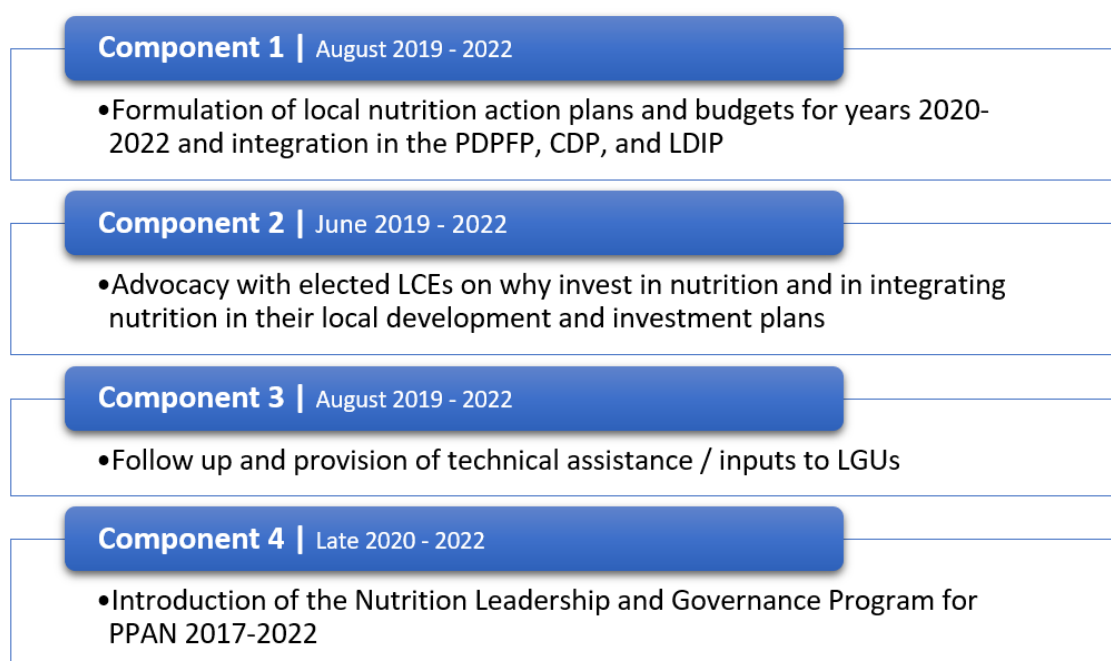 Component 1 | August 2019 - 2022
•Formulation of local nutrition action plans and budgets for years 2020-
2022 and integration in the PDPFP, CDP, and LDIP
Component 2 | June 2019 - 2022
•Advocacy with elected LCEs on why invest in nutrition and in integrating
nutrition in their local development and investment plans
Component 3 | August 2019 - 2022
•Follow up and provision of technical assistance / inputs to LGUs
Component 4 | Late 2020 - 2022
•Introduction of the Nutrition Leadership and Governance Program for
PPAN 2017-2022